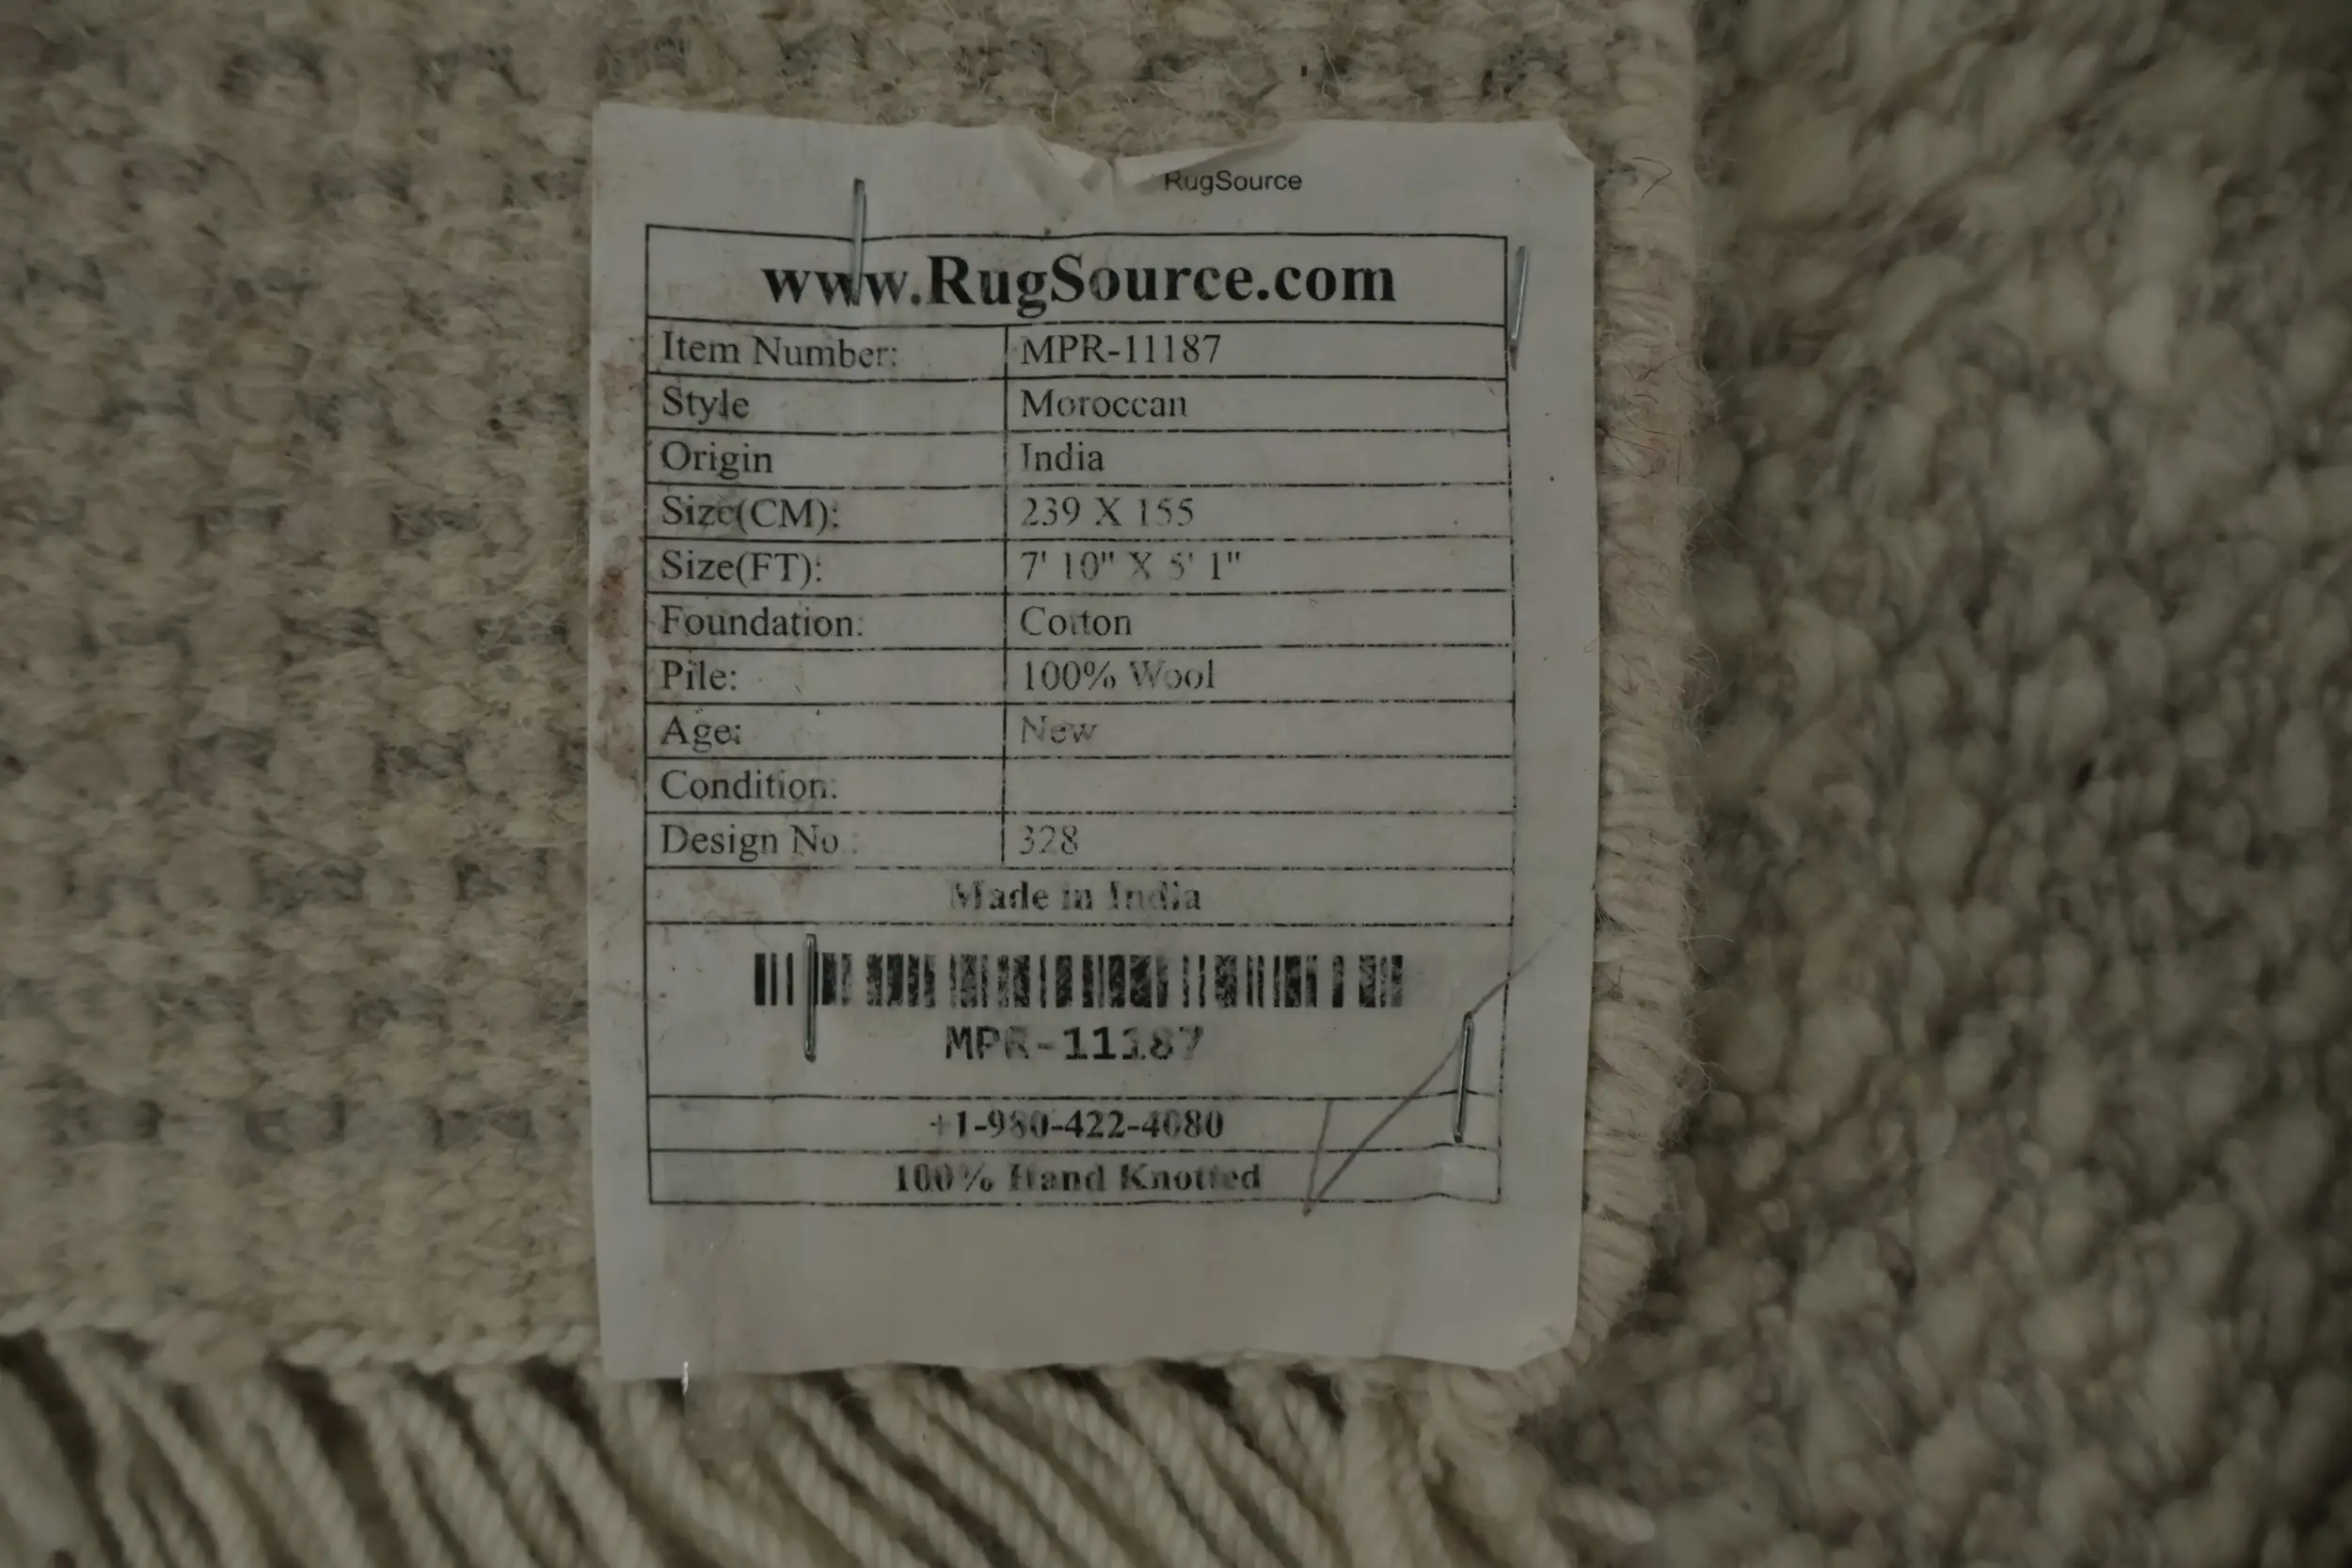 RugSource
www.RugSource.com
Item Number: MPR-11187
Style Moroccan
Origin India
Size(CM): 239 X 155
Size(FT): 7' 10" X 5' 1"
Foundation: Cotton
Pile: 100% Wool
Age: New
Condition:
Design No.: 328
Made in India
MPR-11187
+1-980-422-4080
100% Hand Knotted